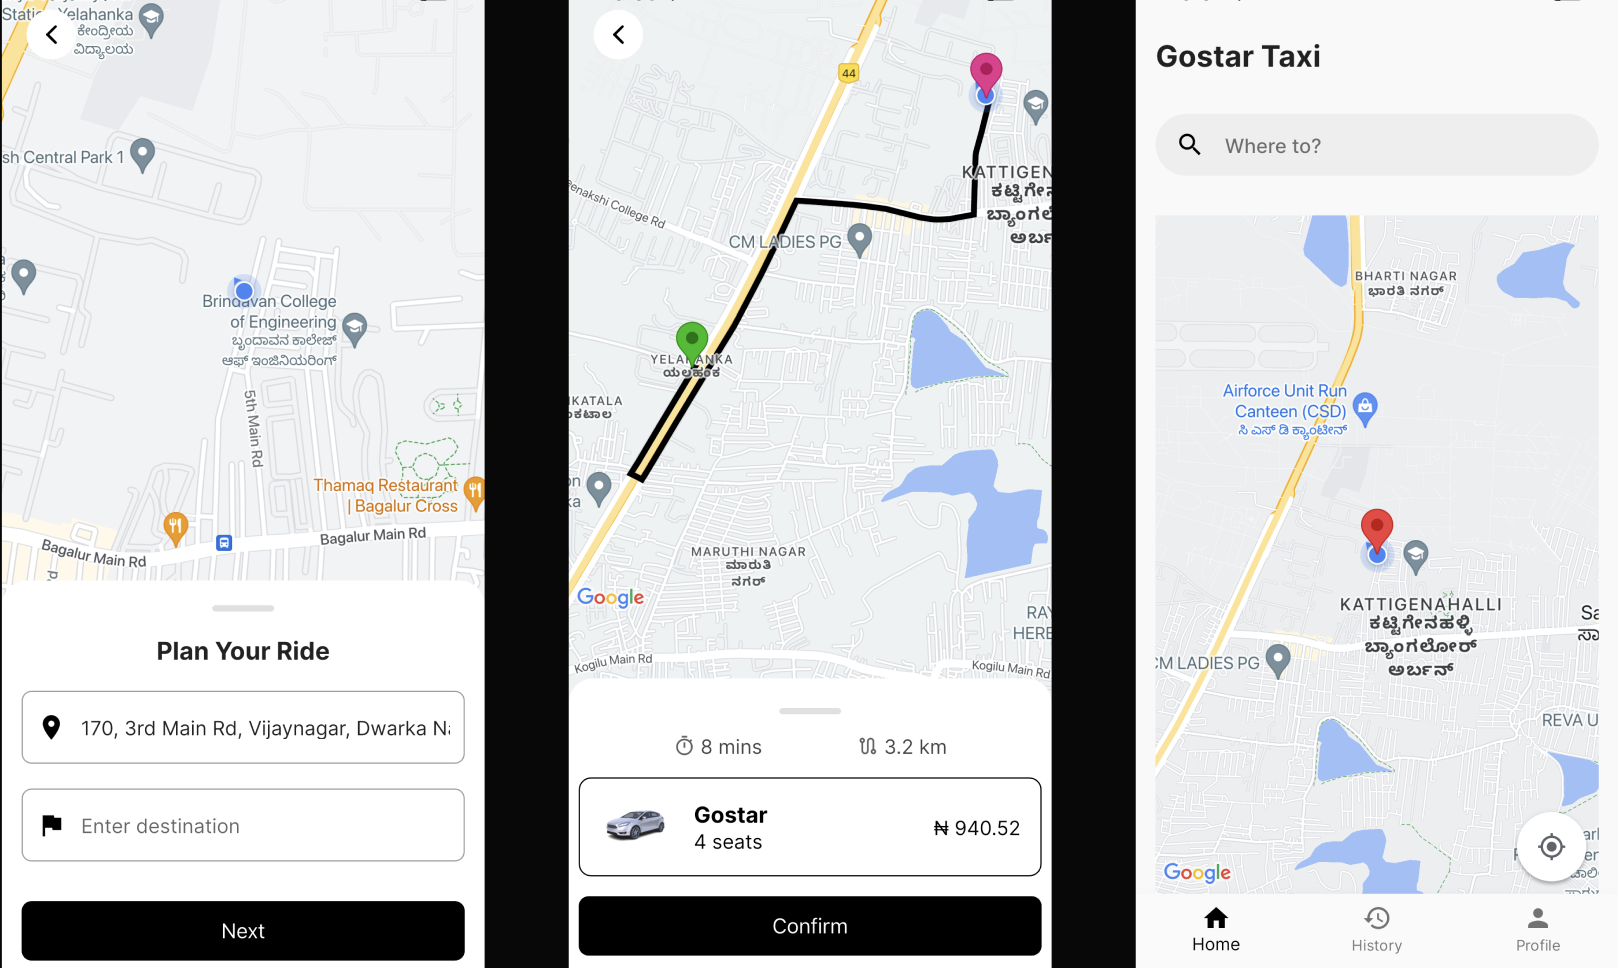 Yelahanka
ಕೇಂದ್ರೀಯ
ವಿದ್ಯಾಲಯ
sh Central Park 1
Brindavan College
of Engineering
ಬೃಂದಾವನ ಕಾಲೇಜ್
ಆಫ್ ಇಂಜಿನಿಯರಿಂಗ್
5th Main Rd
Thamaq Restaurant
| Bagalur Cross
Bagalur Main Rd
Bagalur Main Rd
Plan Your Ride
170, 3rd Main Rd, Vijaynagar, Dwarka Na
Enter destination
Next
44
Meenakshi College Rd
KATTIGEN
ಕಟ್ಟಿಗೇನ
ಬ್ಯಾಂಗಲೋ
ಅರ್ಬನ
CM LADIES PG
YELAHANKA
ಯಲಹಂಕ
MARUTHI NAGAR
ಮಾರುತಿ
ನಗರ್
Google
RAY
HERE
Kogilu Main Rd
Kogilu Main Rd
8 mins
3.2 km
Gostar
4 seats
₦ 940.52
Confirm
Gostar Taxi
Where to?
BHARTI NAGAR
ಭಾರತಿ ನಗರ್
Airforce Unit Run
Canteen (CSD)
ಸಿ ಎಸ್ ಡಿ ಕ್ಯಾಂಟೀನ್
KATTIGENAHALLI
ಕಟ್ಟಿಗೇನಹಳ್ಳಿ
ಬ್ಯಾಂಗಲೋರ್
ಅರ್ಬನ್
CM LADIES PG
REVA U
Google
Home
History
Profile